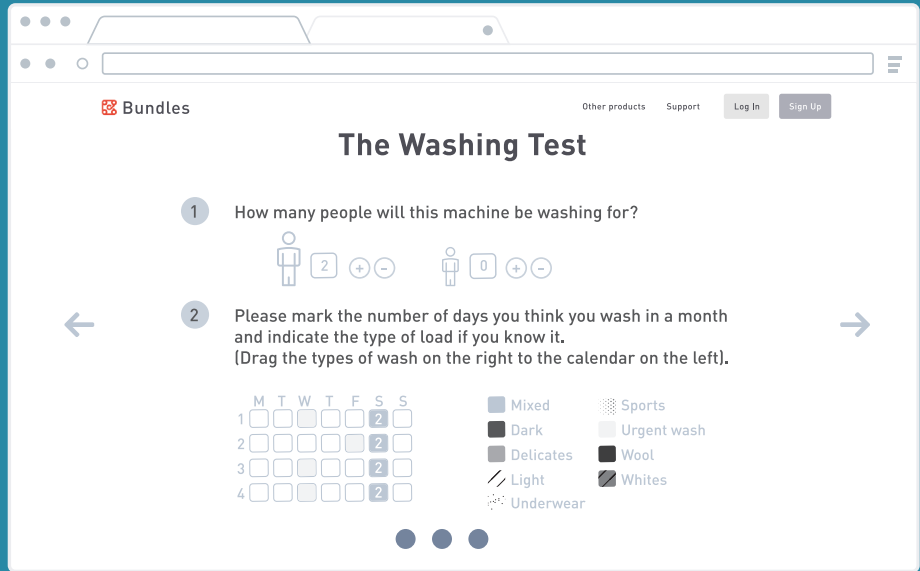 Bundles
Other products Support Log In Sign Up
The Washing Test
1 How many people will this machine be washing for?
2 + - 0 + -
2 Please mark the number of days you think you wash in a month
and indicate the type of load if you know it.
(Drag the types of wash on the right to the calendar on the left).
M T W T F S S
1 2
2 2
3 2
4 2
Mixed Sports
Dark Urgent wash
Delicates Wool
Light Whites
Underwear